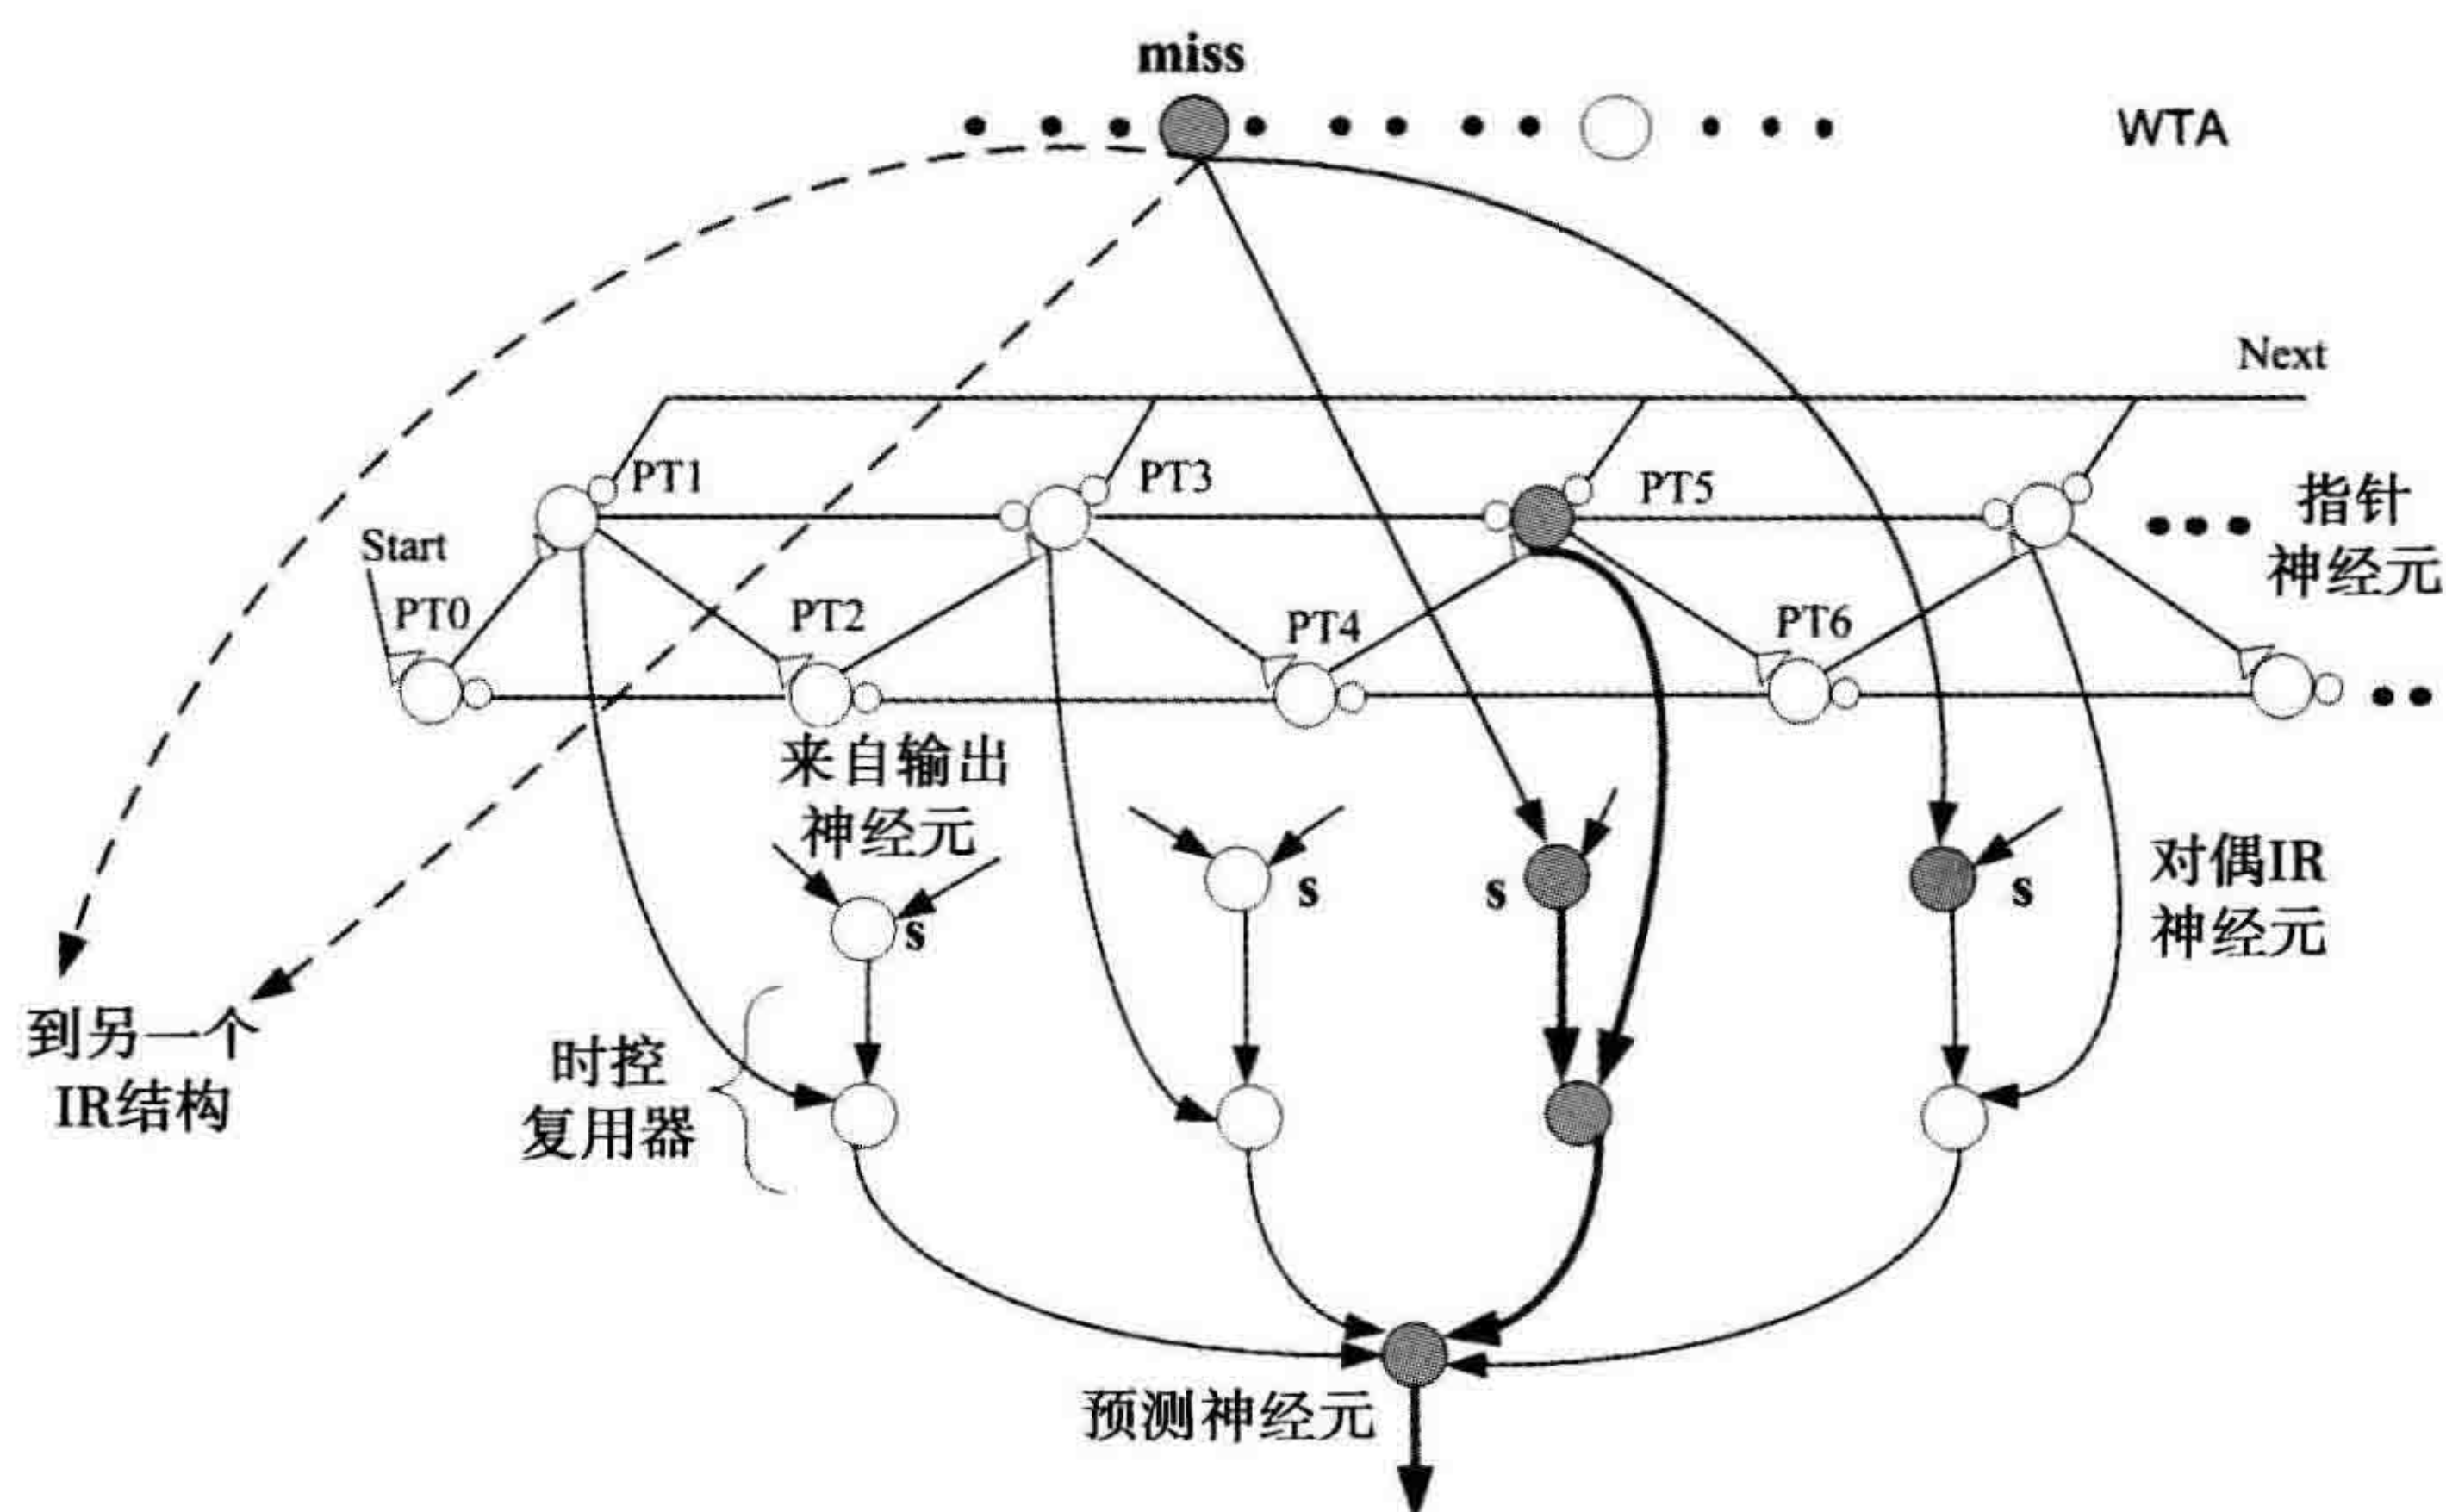 miss
WTA
Next
PT1
PT3
PT5
指针
神经元
Start
PT0
PT2
PT4
PT6
来自输出
神经元
s
s
s
s
对偶IR
神经元
到另一个
IR结构
时控
复用器
预测神经元